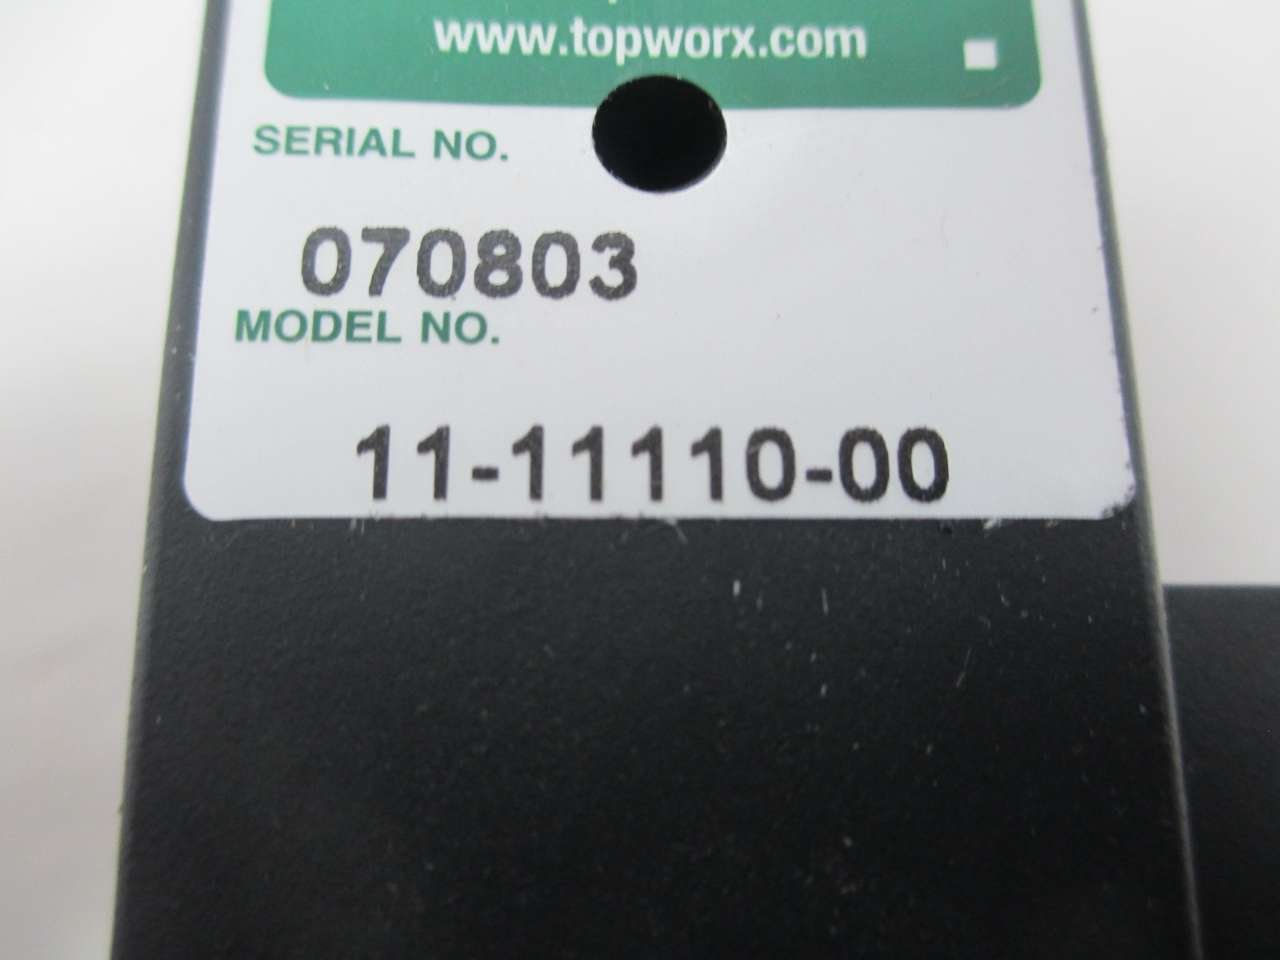 www.topworx.com
SERIAL NO.
070803
MODEL NO.
11-11110-00